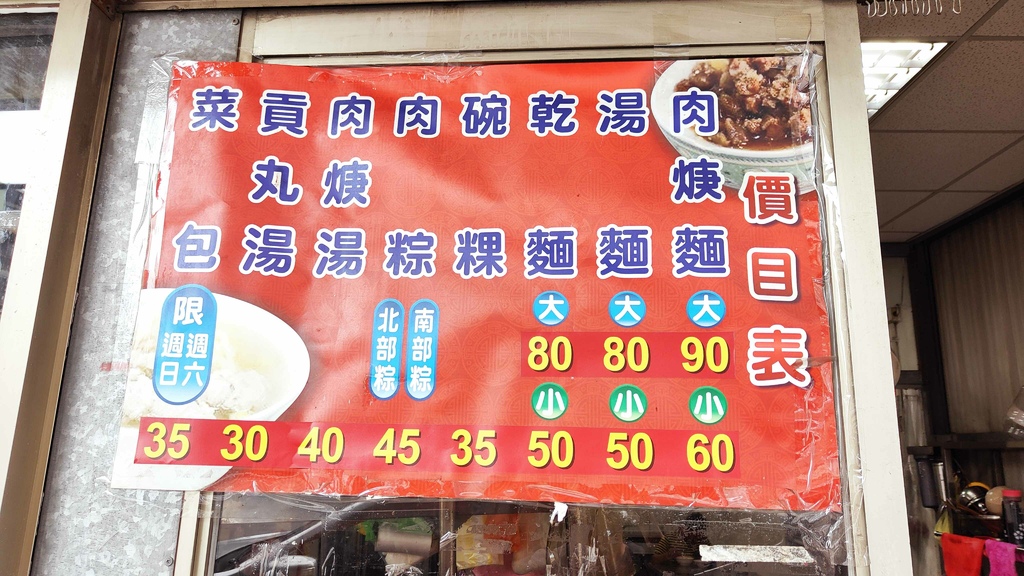 價目表
肉焿麵
大
90
小
60
湯麵
大
80
小
50
乾麵
大
80
小
50
碗粿
35
肉粽
南部粽
北部粽
45
肉焿湯
40
貢丸湯
30
菜包
限週六
週日
35